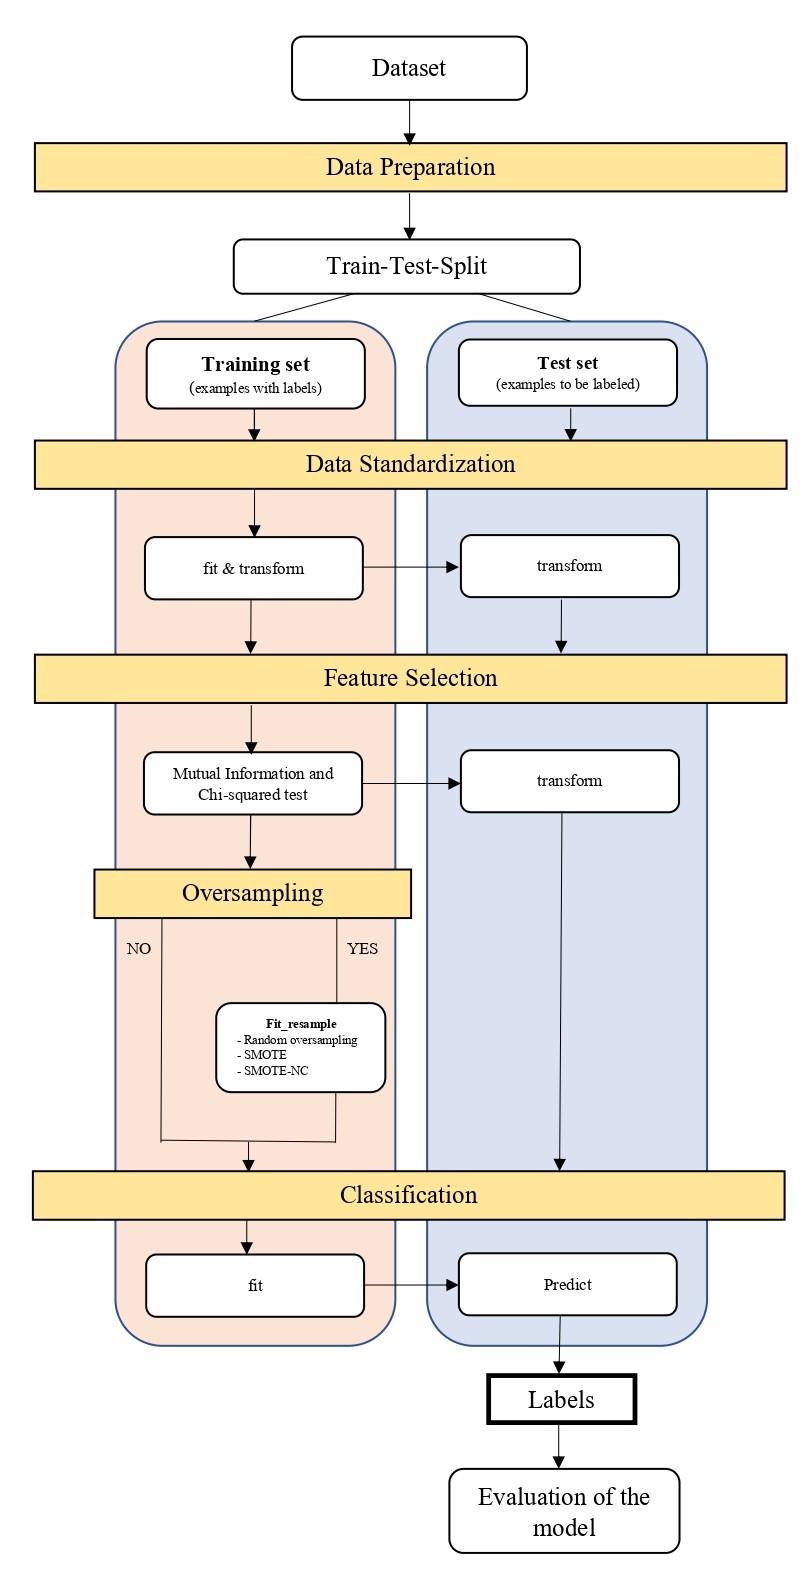 Dataset
Data Preparation
Train-Test-Split
Training set
(examples with labels)
Test set
(examples to be labeled)
Data Standardization
fit & transform
transform
Feature Selection
Mutual Information and
Chi-squared test
transform
Oversampling
NO
YES
Fit_resample
- Random oversampling
- SMOTE
- SMOTE-NC
Classification
fit
Predict
Labels
Evaluation of the
model